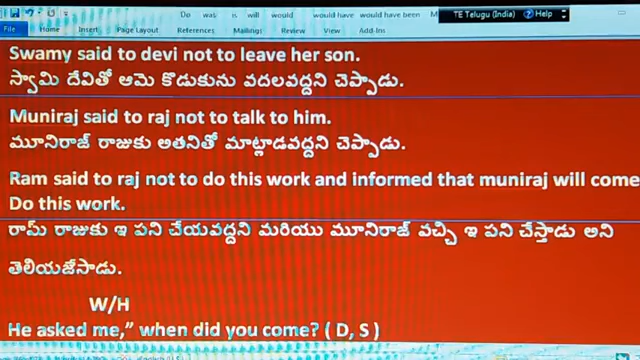 Do was is will would would have would have been M
TE Telugu (India) Help
File Home Insert Page Layout References Mailings Review View Add-Ins
Swamy said to devi not to leave her son.
స్వామి దేవితో ఆమె కొడుకును వదలవద్దని చెప్పాడు.
Muniraj said to raj not to talk to him.
మూనిరాజ్ రాజుకు అతనితో మాట్లాడవద్దని చెప్పాడు.
Ram said to raj not to do this work and informed that muniraj will come
Do this work.
రామ్ రాజుకు ఇ పని చేయవద్దని మరియు మూనిరాజ్ వచ్చి ఇ పని చేస్తాడు అని
తెలియజేసాడు.
W/H
He asked me,” when did you come? ( D, S )